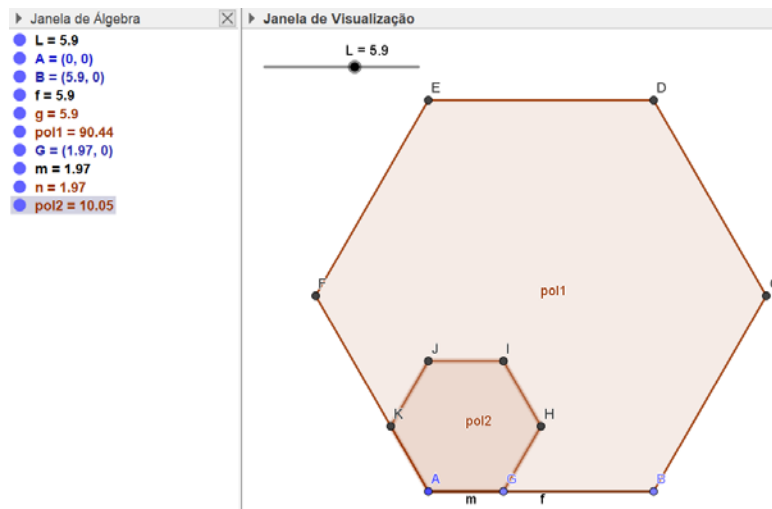 Janela de Álgebra
L = 5.9
A = (0, 0)
B = (5.9, 0)
f = 5.9
g = 5.9
pol1 = 90.44
G = (1.97, 0)
m = 1.97
n = 1.97
pol2 = 10.05
Janela de Visualização
L = 5.9
E D
F
pol1
J I
K H
pol2
A G B
m f